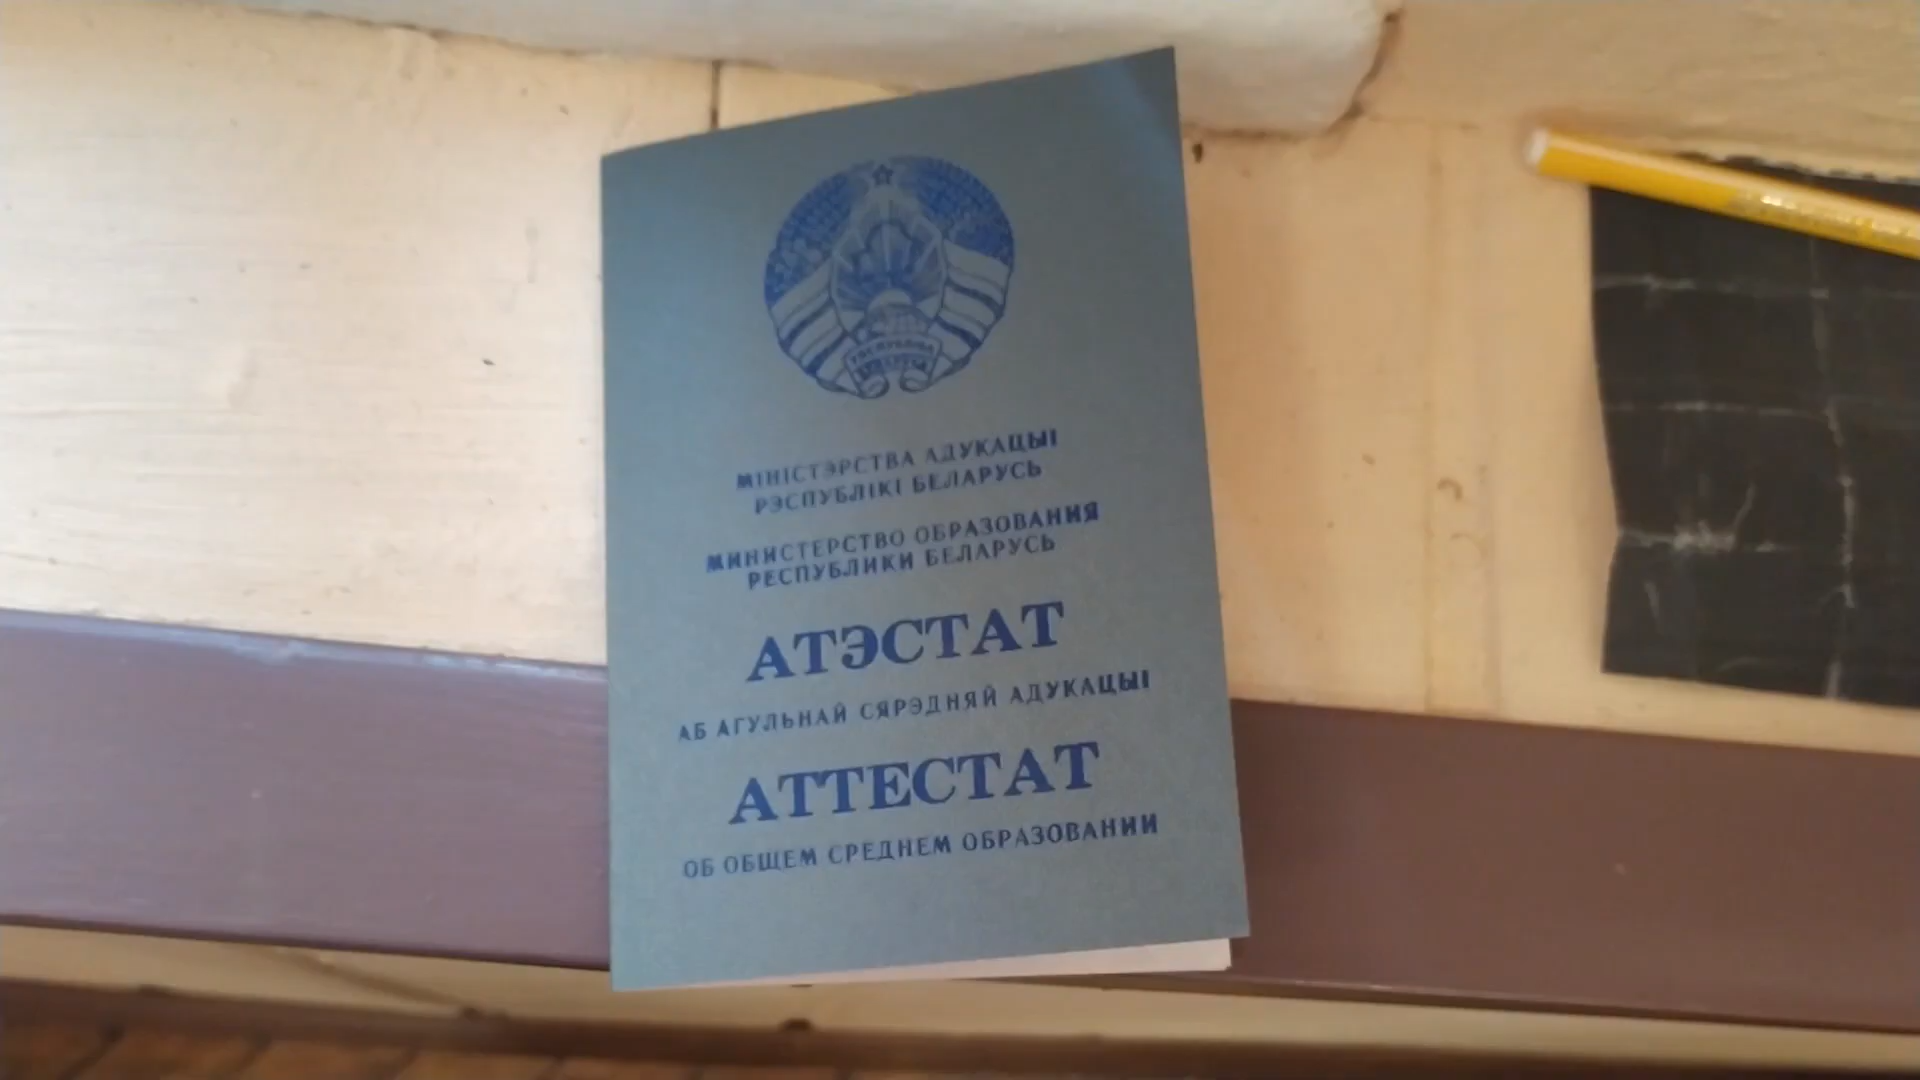 МІНІСТЭРСТВА АДУКАЦЫІ
РЭСПУБЛІКІ БЕЛАРУСЬ
МИНИСТЕРСТВО ОБРАЗОВАНИЯ
РЕСПУБЛИКИ БЕЛАРУСЬ
АТЭСТАТ
АБ АГУЛЬНАЙ СЯРЭДНЯЙ АДУКАЦЫІ
АТТЕСТАТ
ОБ ОБЩЕМ СРЕДНЕМ ОБРАЗОВАНИИ